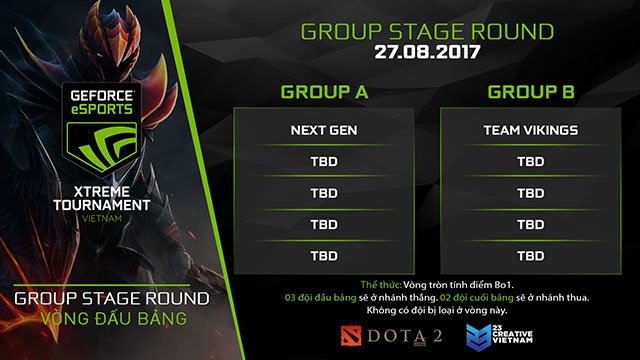 GEFORCE
eSPORTS
XTREME
TOURNAMENT
VIETNAM
GROUP STAGE ROUND
VÒNG ĐẤU BẢNG
GROUP STAGE ROUND
27.08.2017
GROUP A
NEXT GEN
TBD
TBD
TBD
TBD
GROUP B
TEAM VIKINGS
TBD
TBD
TBD
TBD
Thể thức: Vòng tròn tính điểm Bo1.
03 đội đầu bảng sẽ ở nhánh thắng. 02 đội cuối bảng sẽ ở nhánh thua.
Không có đội bị loại ở vòng này.
DOTA 2
23
CREATIVE
VIETNAM